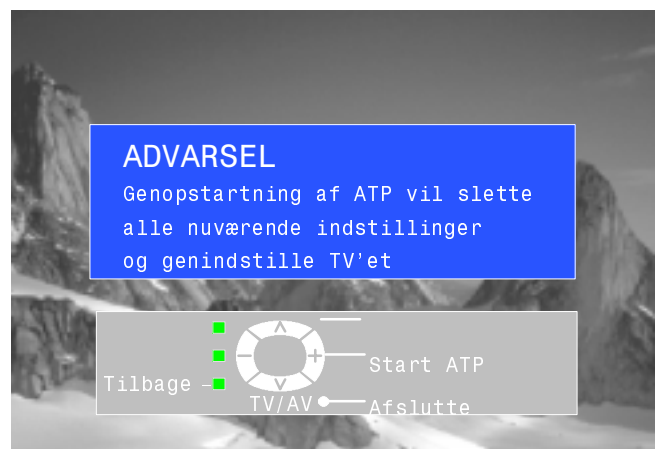 ADVARSEL
Genopstartning af ATP vil slette
alle nuværende indstillinger
og genindstille TV'et
Start ATP
Tilbage
TV/AV
Afslutte